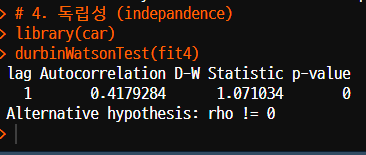 > # 4. 독립성 (indepandence)
> library(car)
> durbinWatsonTest(fit4)
lag Autocorrelation D-W Statistic p-value
1 0.4179284 1.071034 0
Alternative hypothesis: rho != 0
>